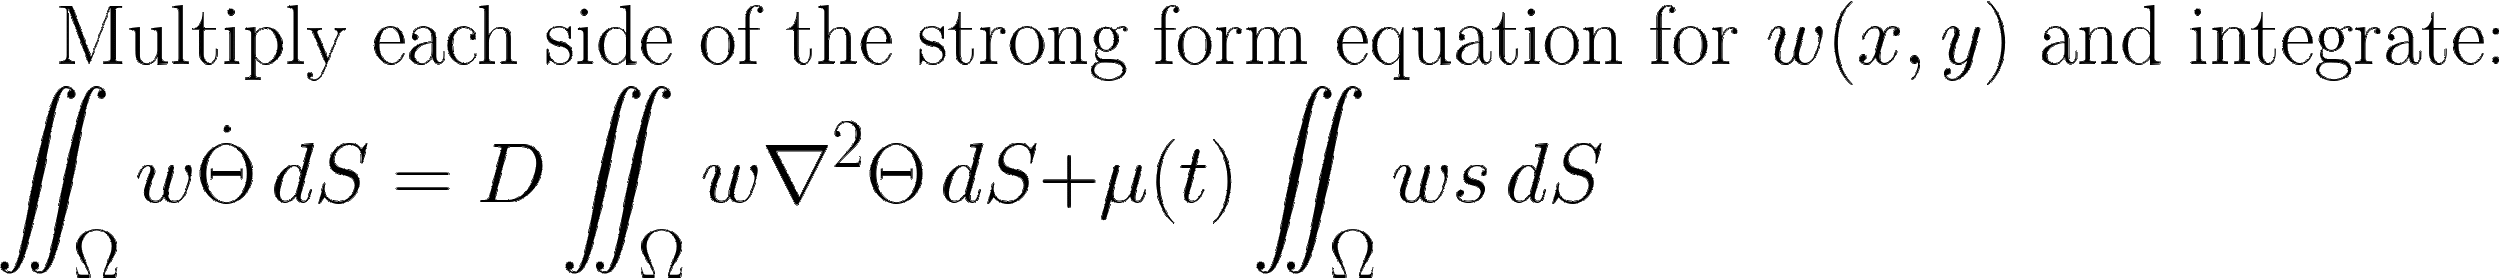 Multiply each side of the strong form equation for w(x, y) and integrate:
∬_Ω wΘ̇ dS = D ∬_Ω w∇²Θ dS+μ(t) ∬_Ω ws dS